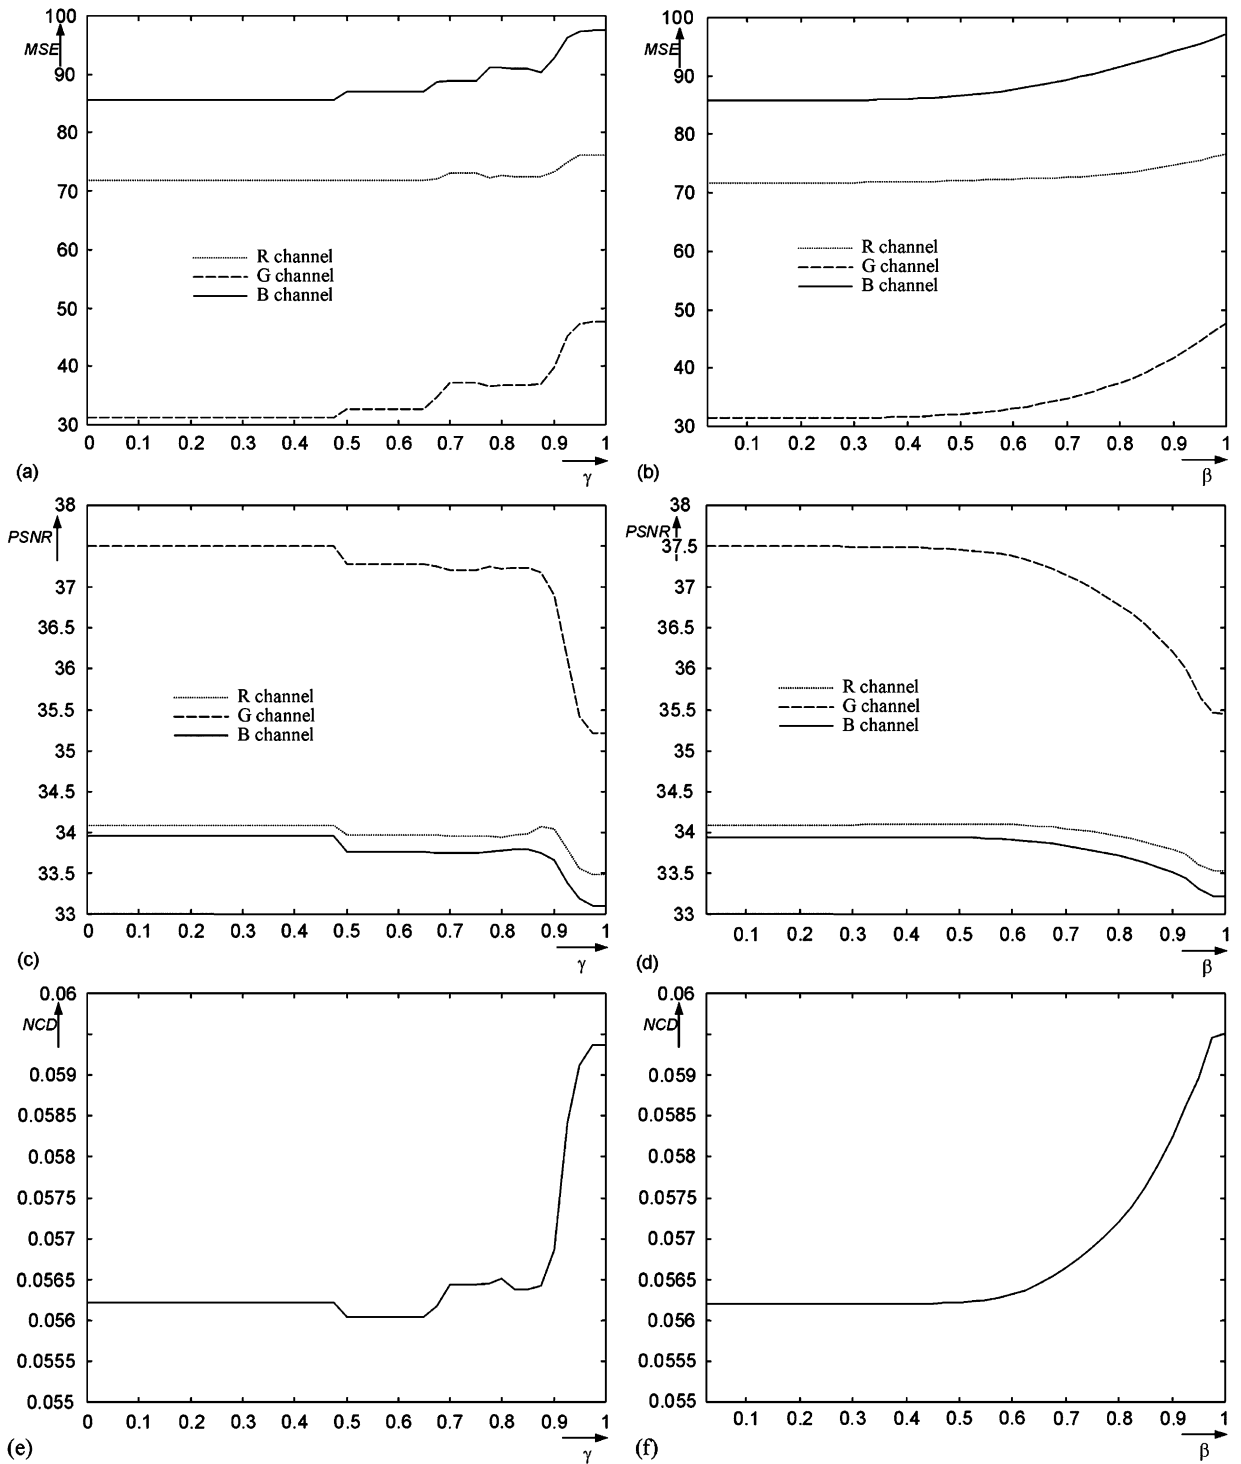 100
MSE
90
80
70
60
50
40
30
R channel
G channel
B channel
0 0.1 0.2 0.3 0.4 0.5 0.6 0.7 0.8 0.9 1
(a)
γ
100
MSE
90
80
70
60
50
40
30
R channel
G channel
B channel
0.1 0.2 0.3 0.4 0.5 0.6 0.7 0.8 0.9 1
(b)
β
38
PSNR
37
36.5
36
35.5
35
34.5
34
33.5
33
R channel
G channel
B channel
0 0.1 0.2 0.3 0.4 0.5 0.6 0.7 0.8 0.9 1
(c)
γ
38
PSNR
37.5
37
36.5
36
35.5
35
34.5
34
33.5
33
R channel
G channel
B channel
0.1 0.2 0.3 0.4 0.5 0.6 0.7 0.8 0.9 1
(d)
β
0.06
NCD
0.059
0.0585
0.058
0.0575
0.057
0.0565
0.056
0.0555
0.055
0 0.1 0.2 0.3 0.4 0.5 0.6 0.7 0.8 0.9 1
(e)
γ
0.06
NCD
0.059
0.0585
0.058
0.0575
0.057
0.0565
0.056
0.0555
0.055
0.1 0.2 0.3 0.4 0.5 0.6 0.7 0.8 0.9 1
(f)
β